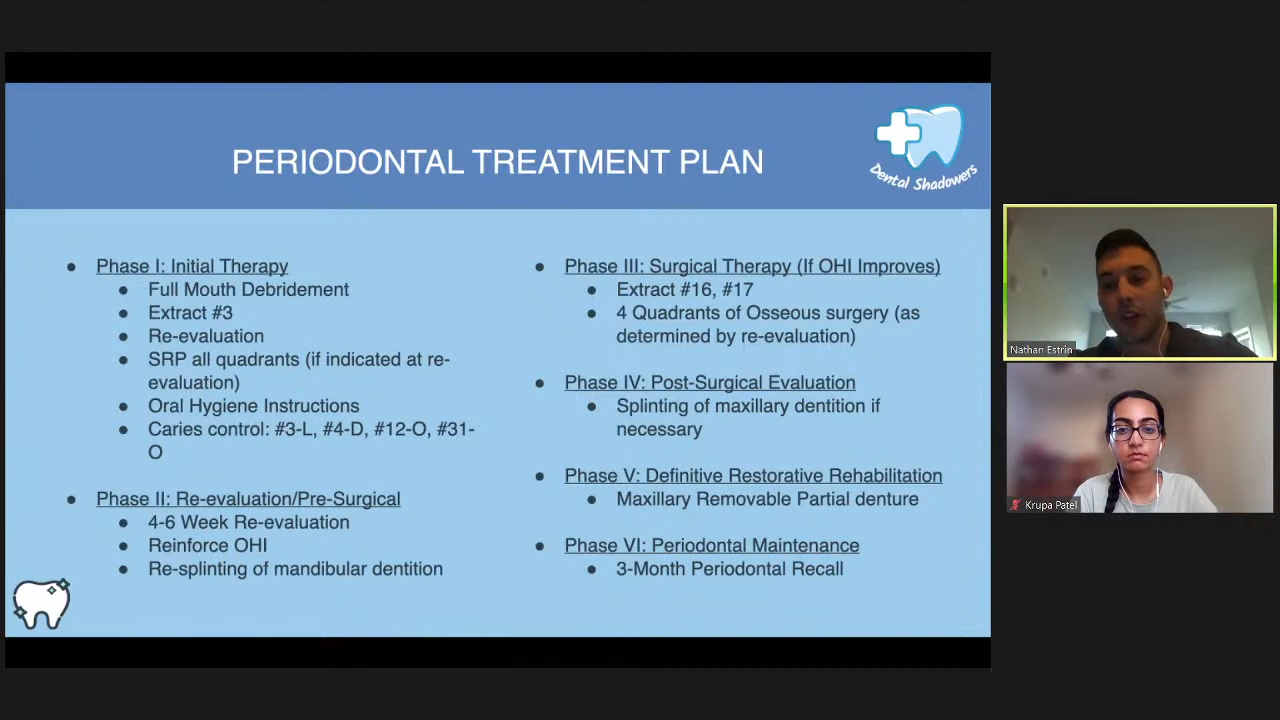 PERIODONTAL TREATMENT PLAN
Dental Shadowers
● Phase I: Initial Therapy
● Full Mouth Debridement
● Extract #3
● Re-evaluation
● SRP all quadrants (if indicated at re-
evaluation)
● Oral Hygiene Instructions
● Caries control: #3-L, #4-D, #12-O, #31-
O
● Phase II: Re-evaluation/Pre-Surgical
● 4-6 Week Re-evaluation
● Reinforce OHI
● Re-splinting of mandibular dentition
● Phase III: Surgical Therapy (If OHI Improves)
● Extract #16, #17
● 4 Quadrants of Osseous surgery (as
determined by re-evaluation)
● Phase IV: Post-Surgical Evaluation
● Splinting of maxillary dentition if
necessary
● Phase V: Definitive Restorative Rehabilitation
● Maxillary Removable Partial denture
● Phase VI: Periodontal Maintenance
● 3-Month Periodontal Recall
Nathan Estrin
Krupa Patel